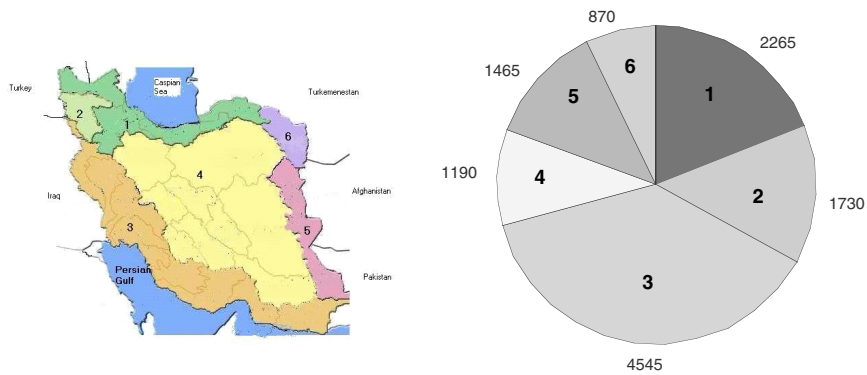 Turkey
Caspian
Sea
Turkemenestan
2
1
6
4
Iraq
Afghanistan
3
5
Persian
Gulf
Pakistan
870
2265
1465
6
1
5
1190
4
2
1730
3
4545